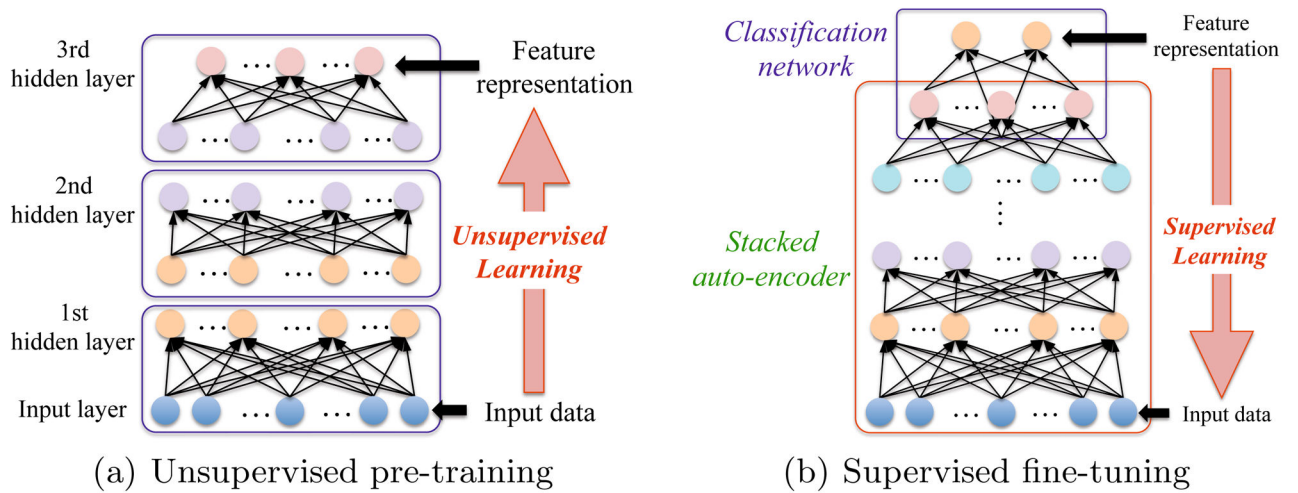 3rd
hidden layer
Feature
representation
2nd
hidden layer
Unsupervised
Learning
1st
hidden layer
Input layer
Input data
(a) Unsupervised pre-training
Classification
network
Feature
representation
Stacked
auto-encoder
Supervised
Learning
Input data
(b) Supervised fine-tuning